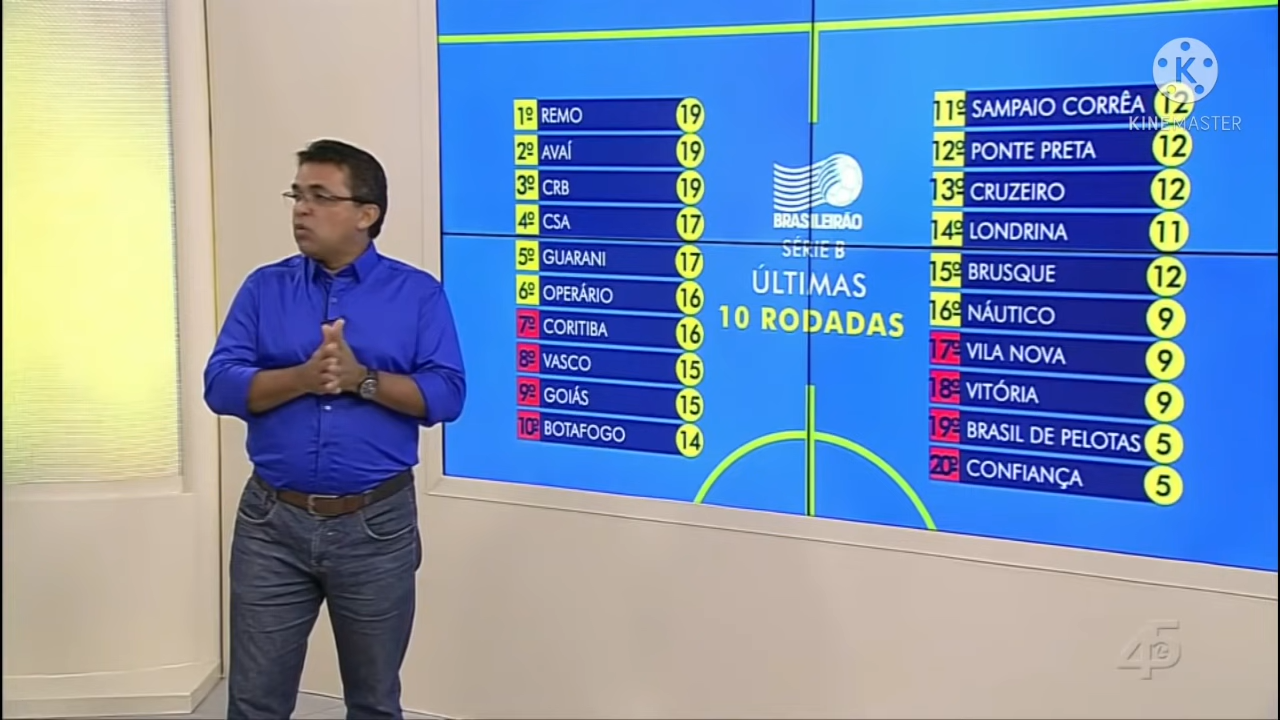 1º REMO 19
2º AVAÍ 19
3º CRB 19
4º CSA 17
5º GUARANI 17
6º OPERÁRIO 16
7º CORITIBA 16
8º VASCO 15
9º GOIÁS 15
10º BOTAFOGO 14
BRASILEIRÃO
SÉRIE B
ÚLTIMAS
10 RODADAS
11º SAMPAIO CORRÊA 12
12º PONTE PRETA 12
13º CRUZEIRO 12
14º LONDRINA 11
15º BRUSQUE 12
16º NÁUTICO 9
17º VILA NOVA 9
18º VITÓRIA 9
19º BRASIL DE PELOTAS 5
20º CONFIANÇA 5
K
KINEMASTER
45